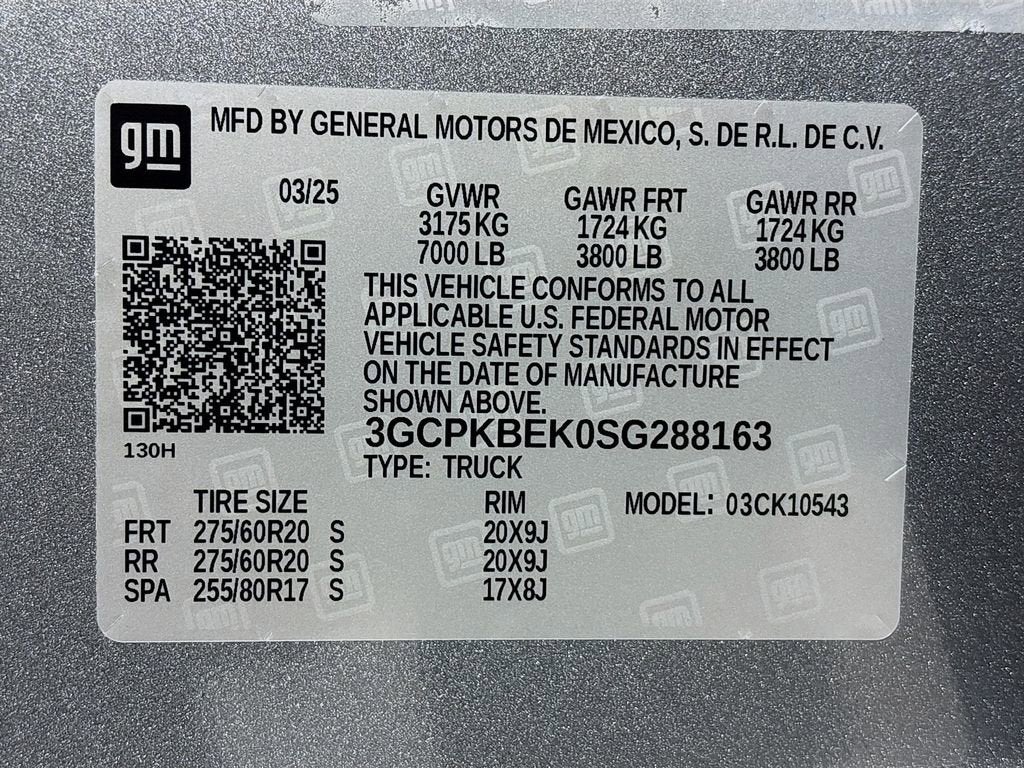 gm
MFD BY GENERAL MOTORS DE MEXICO, S. DE R.L. DE C.V.
03/25 GVWR GAWR FRT GAWR RR
3175 KG 1724 KG 1724 KG
7000 LB 3800 LB 3800 LB
THIS VEHICLE CONFORMS TO ALL
APPLICABLE U.S. FEDERAL MOTOR
VEHICLE SAFETY STANDARDS IN EFFECT
ON THE DATE OF MANUFACTURE
SHOWN ABOVE.
3GCPKBEK0SG288163
130H
TYPE: TRUCK
TIRE SIZE RIM MODEL: 03CK10543
FRT 275/60R20 S 20X9J
RR 275/60R20 S 20X9J
SPA 255/80R17 S 17X8J